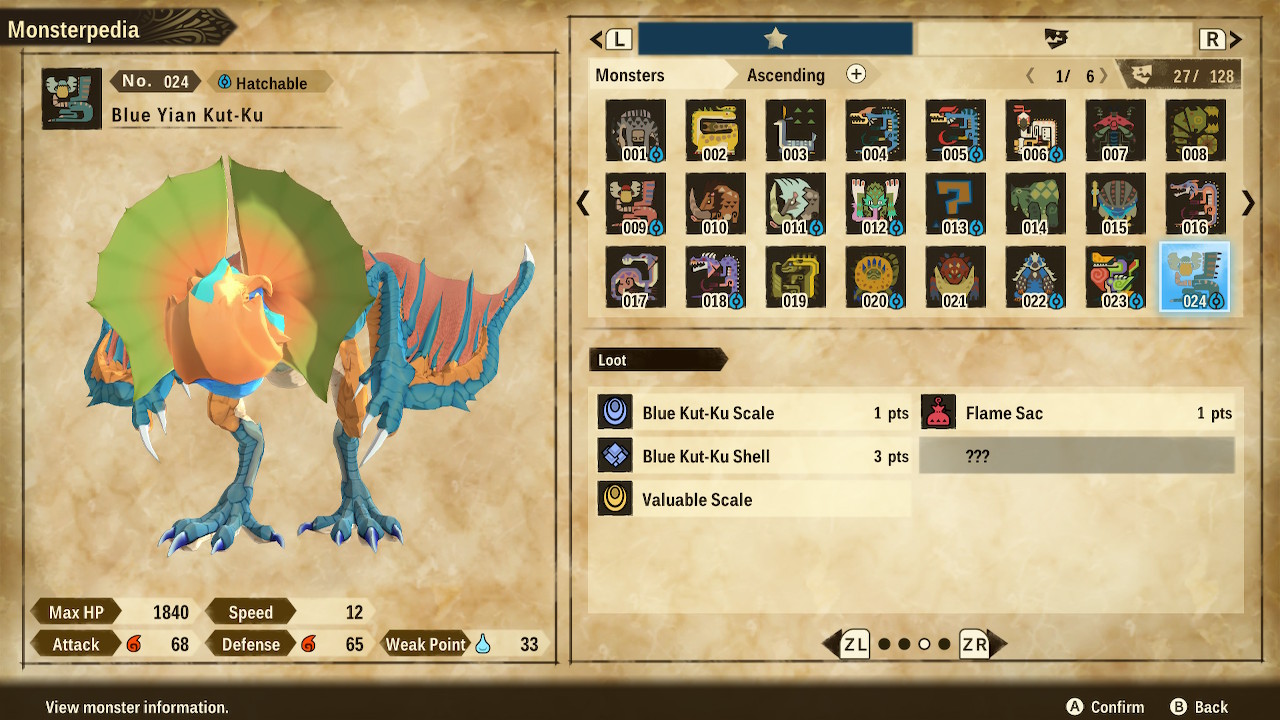 Monsterpedia
No. 024 Hatchable
Blue Yian Kut-Ku
Max HP 1840 Speed 12
Attack 68 Defense 65 Weak Point 33
L R
Monsters Ascending + 1/ 6 27/ 128
001 002 003 004 005 006 007 008
009 010 011 012 013 014 015 016
017 018 019 020 021 022 023 024
Loot
Blue Kut-Ku Scale 1 pts Flame Sac 1 pts
Blue Kut-Ku Shell 3 pts ???
Valuable Scale
ZL ZR
View monster information.
A Confirm B Back